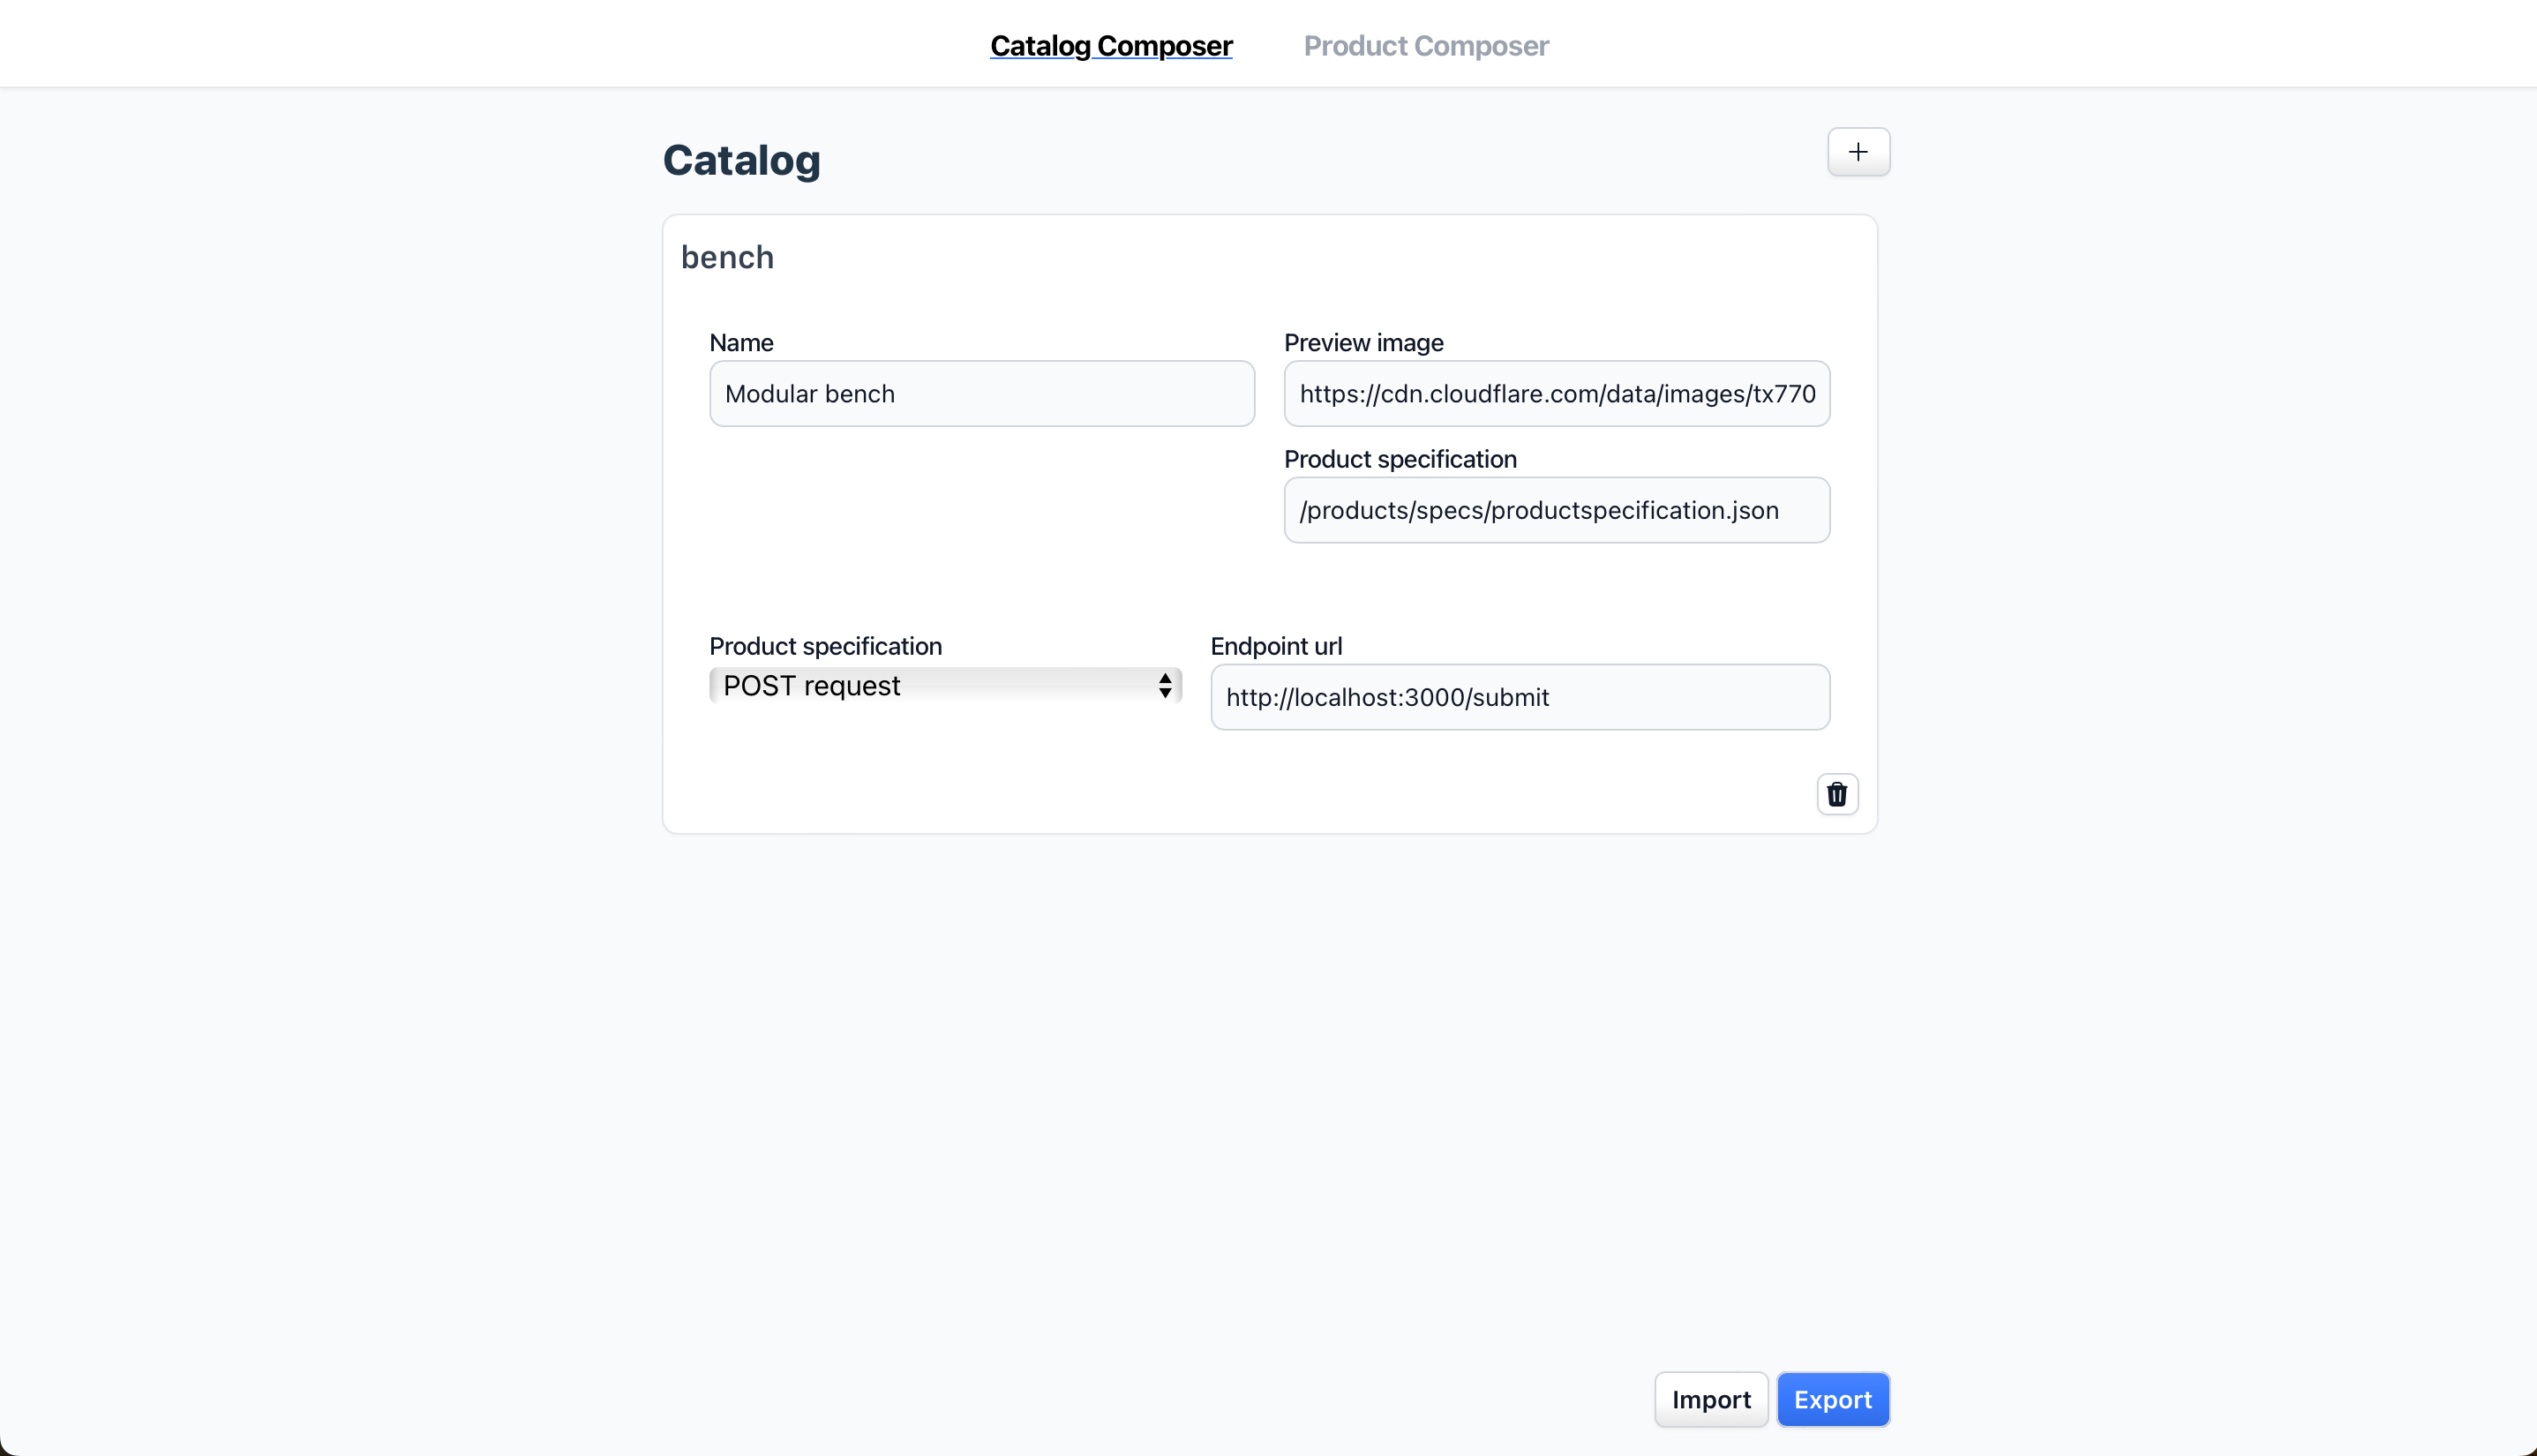 Catalog Composer
Product Composer
Catalog
bench
Name
Preview image
Modular bench
https://cdn.cloudflare.com/data/images/tx770
Product specification
/products/specs/productspecification.json
Product specification
Endpoint url
POST request
http://localhost:3000/submit
Import
Export